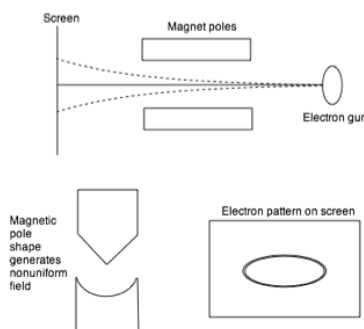 Screen
Magnet poles
Electron gun
Magnetic
pole
shape
generates
nonuniform
field
Electron pattern on screen